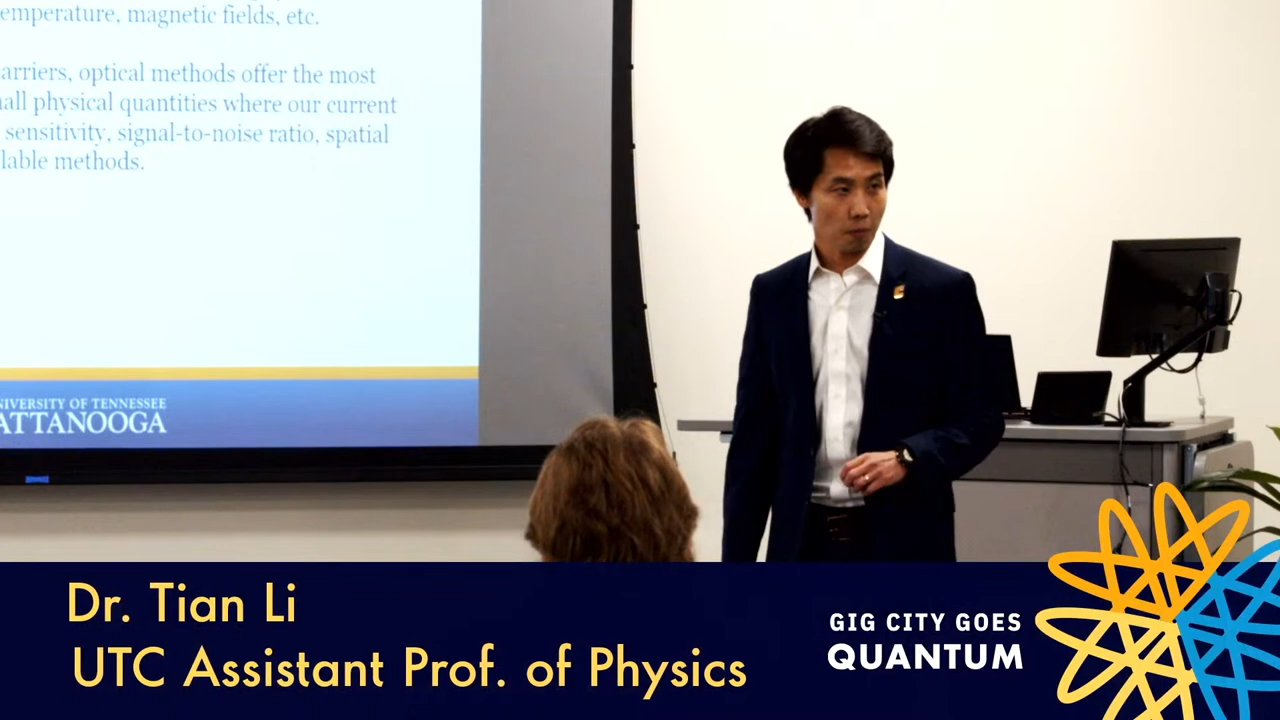 emperature, magnetic fields, etc.
arriers, optical methods offer the most
all physical quantities where our current
sensitivity, signal-to-noise ratio, spatial
lable methods.
NIVERSITY OF TENNESSEE
ATTANOOGA
Dr. Tian Li
UTC Assistant Prof. of Physics
GIG CITY GOES
QUANTUM